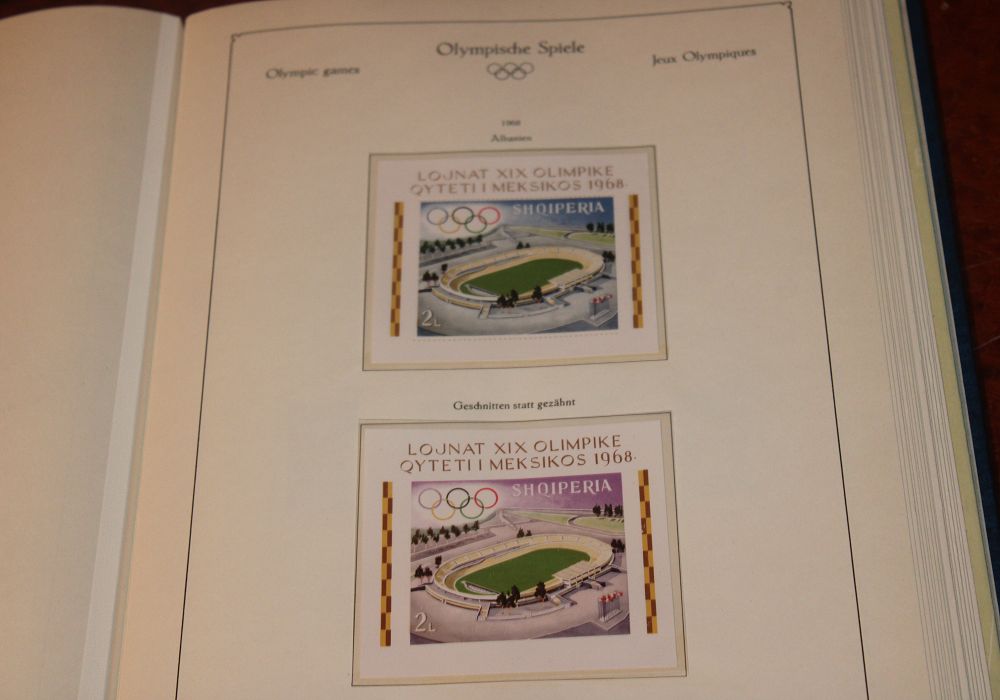 Olympische Spiele
Olympic games
Jeux Olympiques
1968
Albanien
LOJNAT XIX OLIMPIKE
QYTETI I MEKSIKOS 1968.
SHQIPERIA
2L
Geschnitten statt gezähnt
LOJNAT XIX OLIMPIKE
QYTETI I MEKSIKOS 1968.
SHQIPERIA
2L